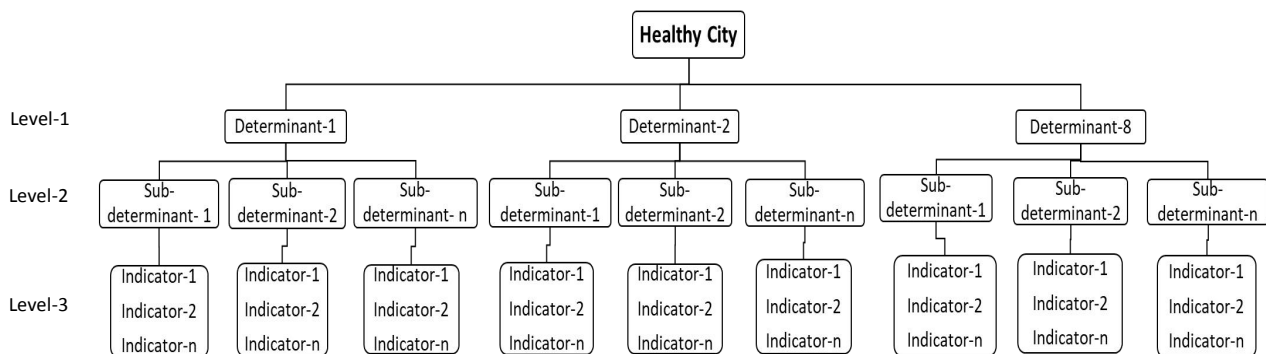 Healthy City
Level-1
Determinant-1
Determinant-2
Determinant-8
Level-2
Sub-
determinant- 1
Sub-
determinant-2
Sub-
determinant- n
Sub-
determinant-1
Sub-
determinant-2
Sub-
determinant-n
Sub-
determinant-1
Sub-
determinant-2
Sub-
determinant-n
Level-3
Indicator-1
Indicator-2
Indicator-n
Indicator-1
Indicator-2
Indicator-n
Indicator-1
Indicator-2
Indicator-n
Indicator-1
Indicator-2
Indicator-n
Indicator-1
Indicator-2
Indicator-n
Indicator-1
Indicator-2
Indicator-n
Indicator-1
Indicator-2
Indicator-n
Indicator-1
Indicator-2
Indicator-n
Indicator-1
Indicator-2
Indicator-n